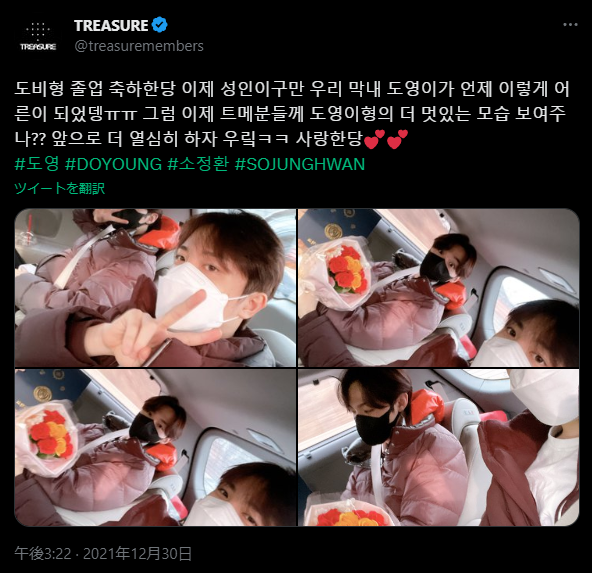 TREASURE
@treasuremembers
TREASURE
도비형 졸업 축하한당 이제 성인이구만 우리 막내 도영이가 언제 이렇게 어
른이 되었뎅ㅠㅠ 그럼 이제 트메분들께 도영이형의 더 멋있는 모습 보여주
나?? 앞으로 더 열심히 하자 우맄ㅋㅋ 사랑한당💕💕
#도영 #DOYOUNG #소정환 #SOJUNGHWAN
ツイートを翻訳
午後3:22 · 2021年12月30日